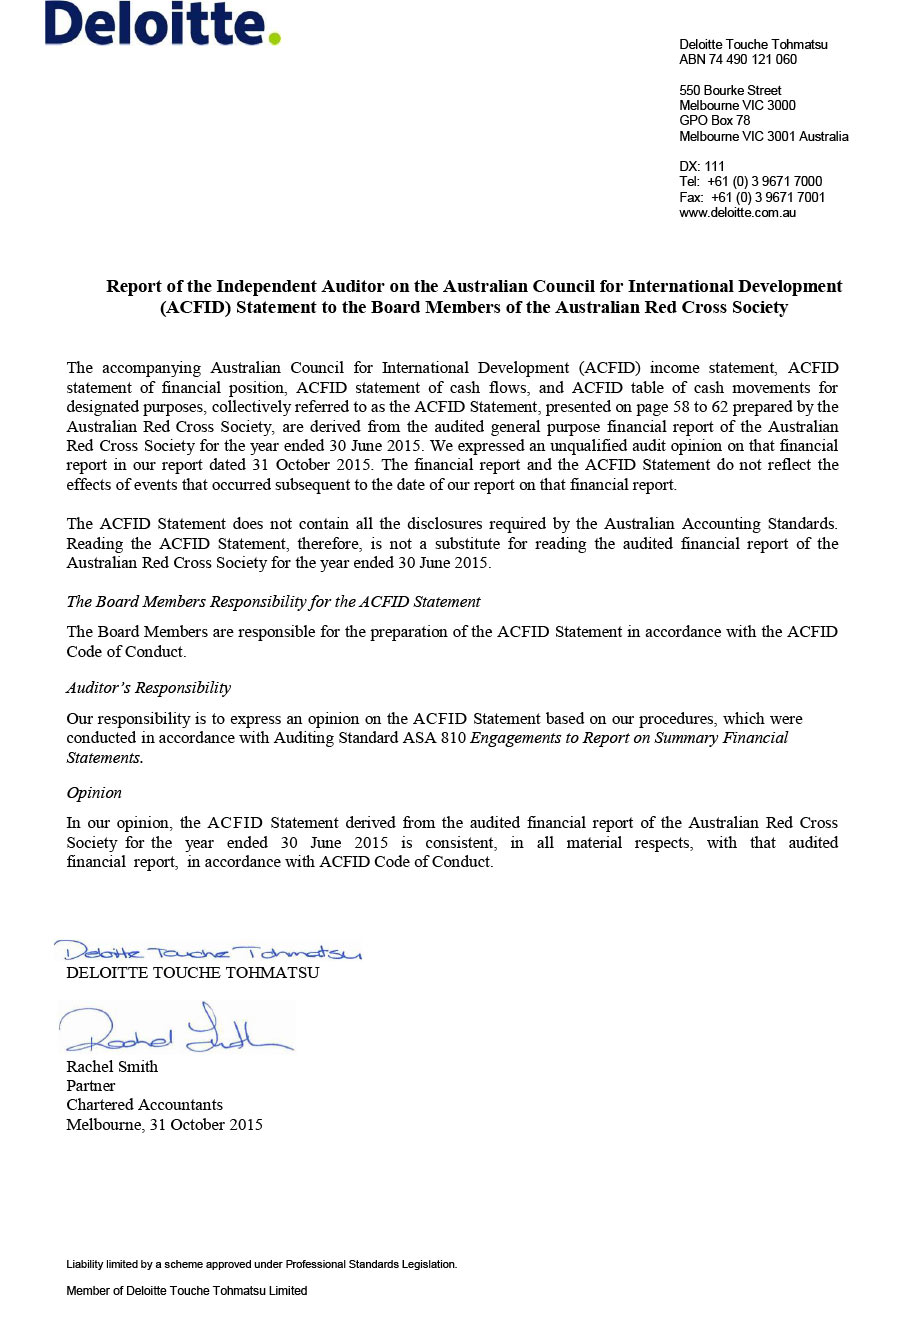 Deloitte.
Deloitte Touche Tohmatsu
ABN 74 490 121 060
550 Bourke Street
Melbourne VIC 3000
GPO Box 78
Melbourne VIC 3001 Australia
DX: 111
Tel: +61 (0) 3 9671 7000
Fax: +61 (0) 3 9671 7001
www.deloitte.com.au
Report of the Independent Auditor on the Australian Council for International Development
(ACFID) Statement to the Board Members of the Australian Red Cross Society
The accompanying Australian Council for International Development (ACFID) income statement, ACFID
statement of financial position, ACFID statement of cash flows, and ACFID table of cash movements for
designated purposes, collectively referred to as the ACFID Statement, presented on page 58 to 62 prepared by the
Australian Red Cross Society, are derived from the audited general purpose financial report of the Australian
Red Cross Society for the year ended 30 June 2015. We expressed an unqualified audit opinion on that financial
report in our report dated 31 October 2015. The financial report and the ACFID Statement do not reflect the
effects of events that occurred subsequent to the date of our report on that financial report.
The ACFID Statement does not contain all the disclosures required by the Australian Accounting Standards.
Reading the ACFID Statement, therefore, is not a substitute for reading the audited financial report of the
Australian Red Cross Society for the year ended 30 June 2015.
The Board Members Responsibility for the ACFID Statement
The Board Members are responsible for the preparation of the ACFID Statement in accordance with the ACFID
Code of Conduct.
Auditor's Responsibility
Our responsibility is to express an opinion on the ACFID Statement based on our procedures, which were
conducted in accordance with Auditing Standard ASA 810 Engagements to Report on Summary Financial
Statements.
Opinion
In our opinion, the ACFID Statement derived from the audited financial report of the Australian Red Cross
Society for the year ended 30 June 2015 is consistent, in all material respects, with that audited
financial report, in accordance with ACFID Code of Conduct.
Deloitte Touche Tohmatsu
DELOITTE TOUCHE TOHMATSU
Rachel Smith
Rachel Smith
Partner
Chartered Accountants
Melbourne, 31 October 2015
Liability limited by a scheme approved under Professional Standards Legislation.
Member of Deloitte Touche Tohmatsu Limited